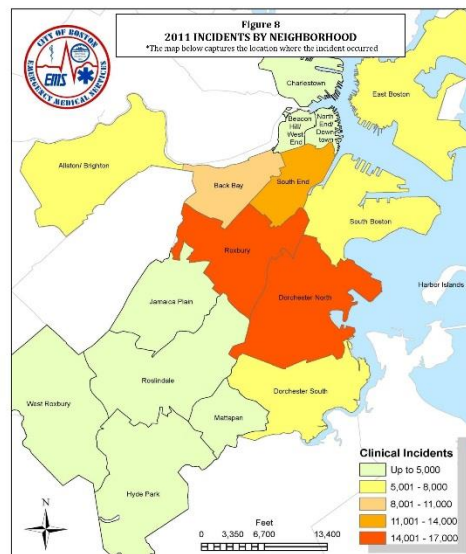 Figure 8
2011 INCIDENTS BY NEIGHBORHOOD
*The map below captures the location where the incident occurred
CITY OF BOSTON
EMS
EMERGENCY MEDICAL SERVICES
Charlestown
East Boston
Beacon
Hill/
West
End
North
End/
Down
town
Allston/ Brighton
Back Bay
South End
South Boston
Roxbury
Harbor Islands
Dorchester North
Jamaica Plain
Roslindale
West Roxbury
Mattapan
Dorchester South
Hyde Park
Clinical Incidents
Up to 5,000
5,001 - 8,000
8,001 - 11,000
11,001 - 14,000
14,001 - 17,000
N
Feet
0 3,350 6,700 13,400